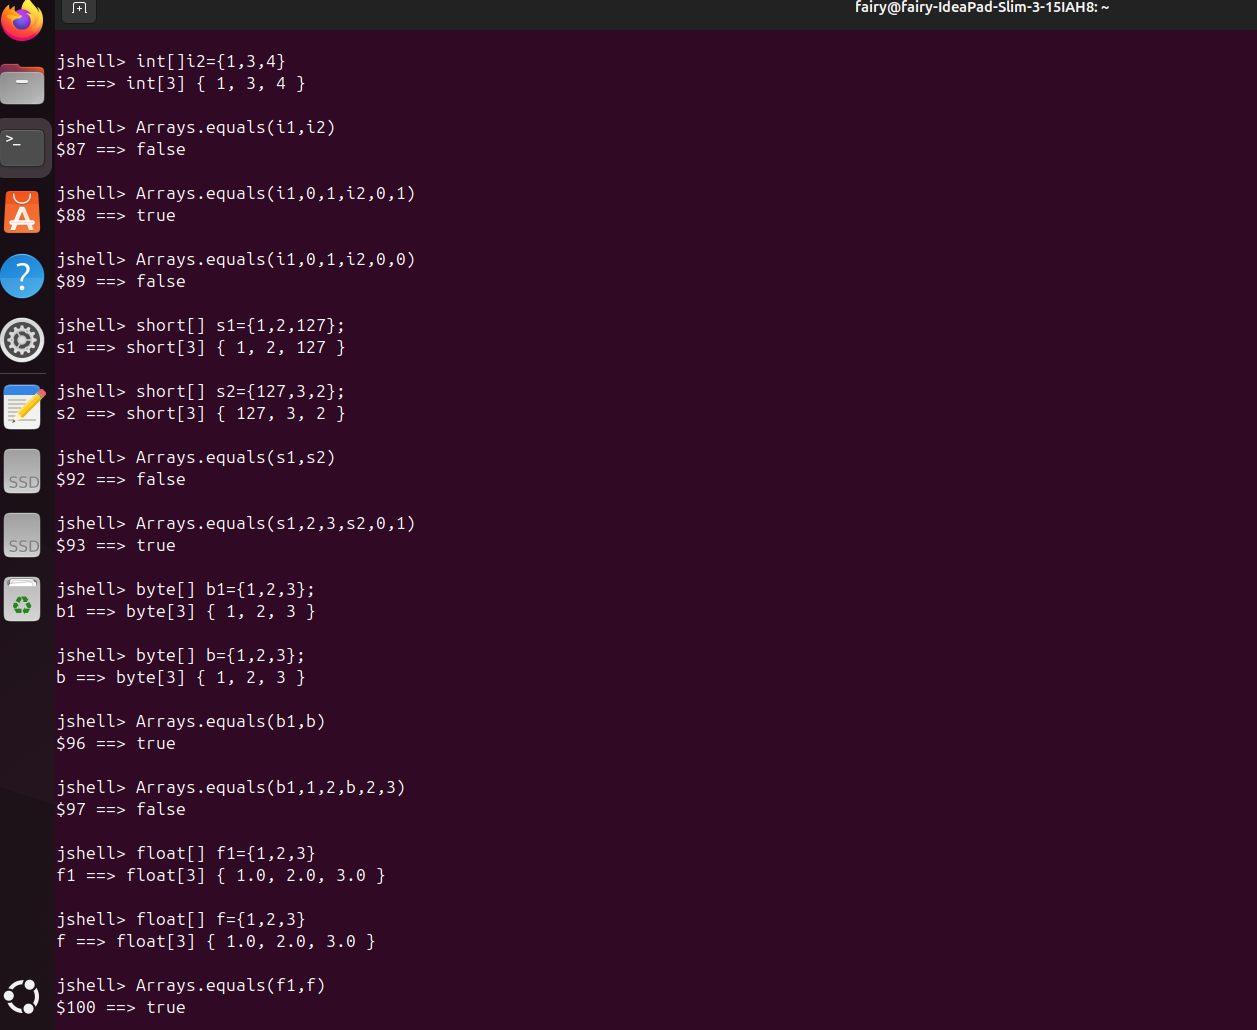 fairy@fairy-IdeaPad-Slim-3-15IAH8: ~
jshell> int[]i2={1,3,4}
i2 ==> int[3] { 1, 3, 4 }
jshell> Arrays.equals(i1,i2)
$87 ==> false
jshell> Arrays.equals(i1,0,1,i2,0,1)
$88 ==> true
jshell> Arrays.equals(i1,0,1,i2,0,0)
$89 ==> false
jshell> short[] s1={1,2,127};
s1 ==> short[3] { 1, 2, 127 }
jshell> short[] s2={127,3,2};
s2 ==> short[3] { 127, 3, 2 }
jshell> Arrays.equals(s1,s2)
$92 ==> false
jshell> Arrays.equals(s1,2,3,s2,0,1)
$93 ==> true
jshell> byte[] b1={1,2,3};
b1 ==> byte[3] { 1, 2, 3 }
jshell> byte[] b={1,2,3};
b ==> byte[3] { 1, 2, 3 }
jshell> Arrays.equals(b1,b)
$96 ==> true
jshell> Arrays.equals(b1,1,2,b,2,3)
$97 ==> false
jshell> float[] f1={1,2,3}
f1 ==> float[3] { 1.0, 2.0, 3.0 }
jshell> float[] f={1,2,3}
f ==> float[3] { 1.0, 2.0, 3.0 }
jshell> Arrays.equals(f1,f)
$100 ==> true
>_
A
?
SSD
SSD